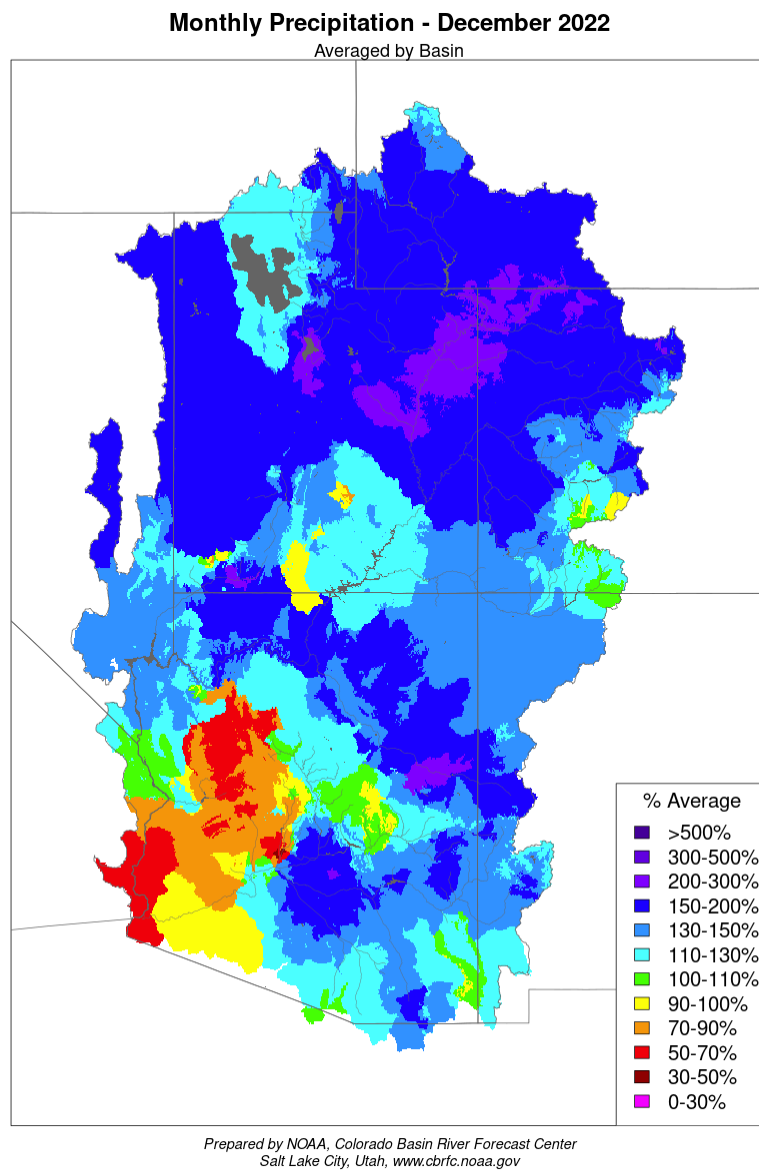 Monthly Precipitation - December 2022
Averaged by Basin
% Average
>500%
300-500%
200-300%
150-200%
130-150%
110-130%
100-110%
90-100%
70-90%
50-70%
30-50%
0-30%
Prepared by NOAA, Colorado Basin River Forecast Center
Salt Lake City, Utah, www.cbrfc.noaa.gov